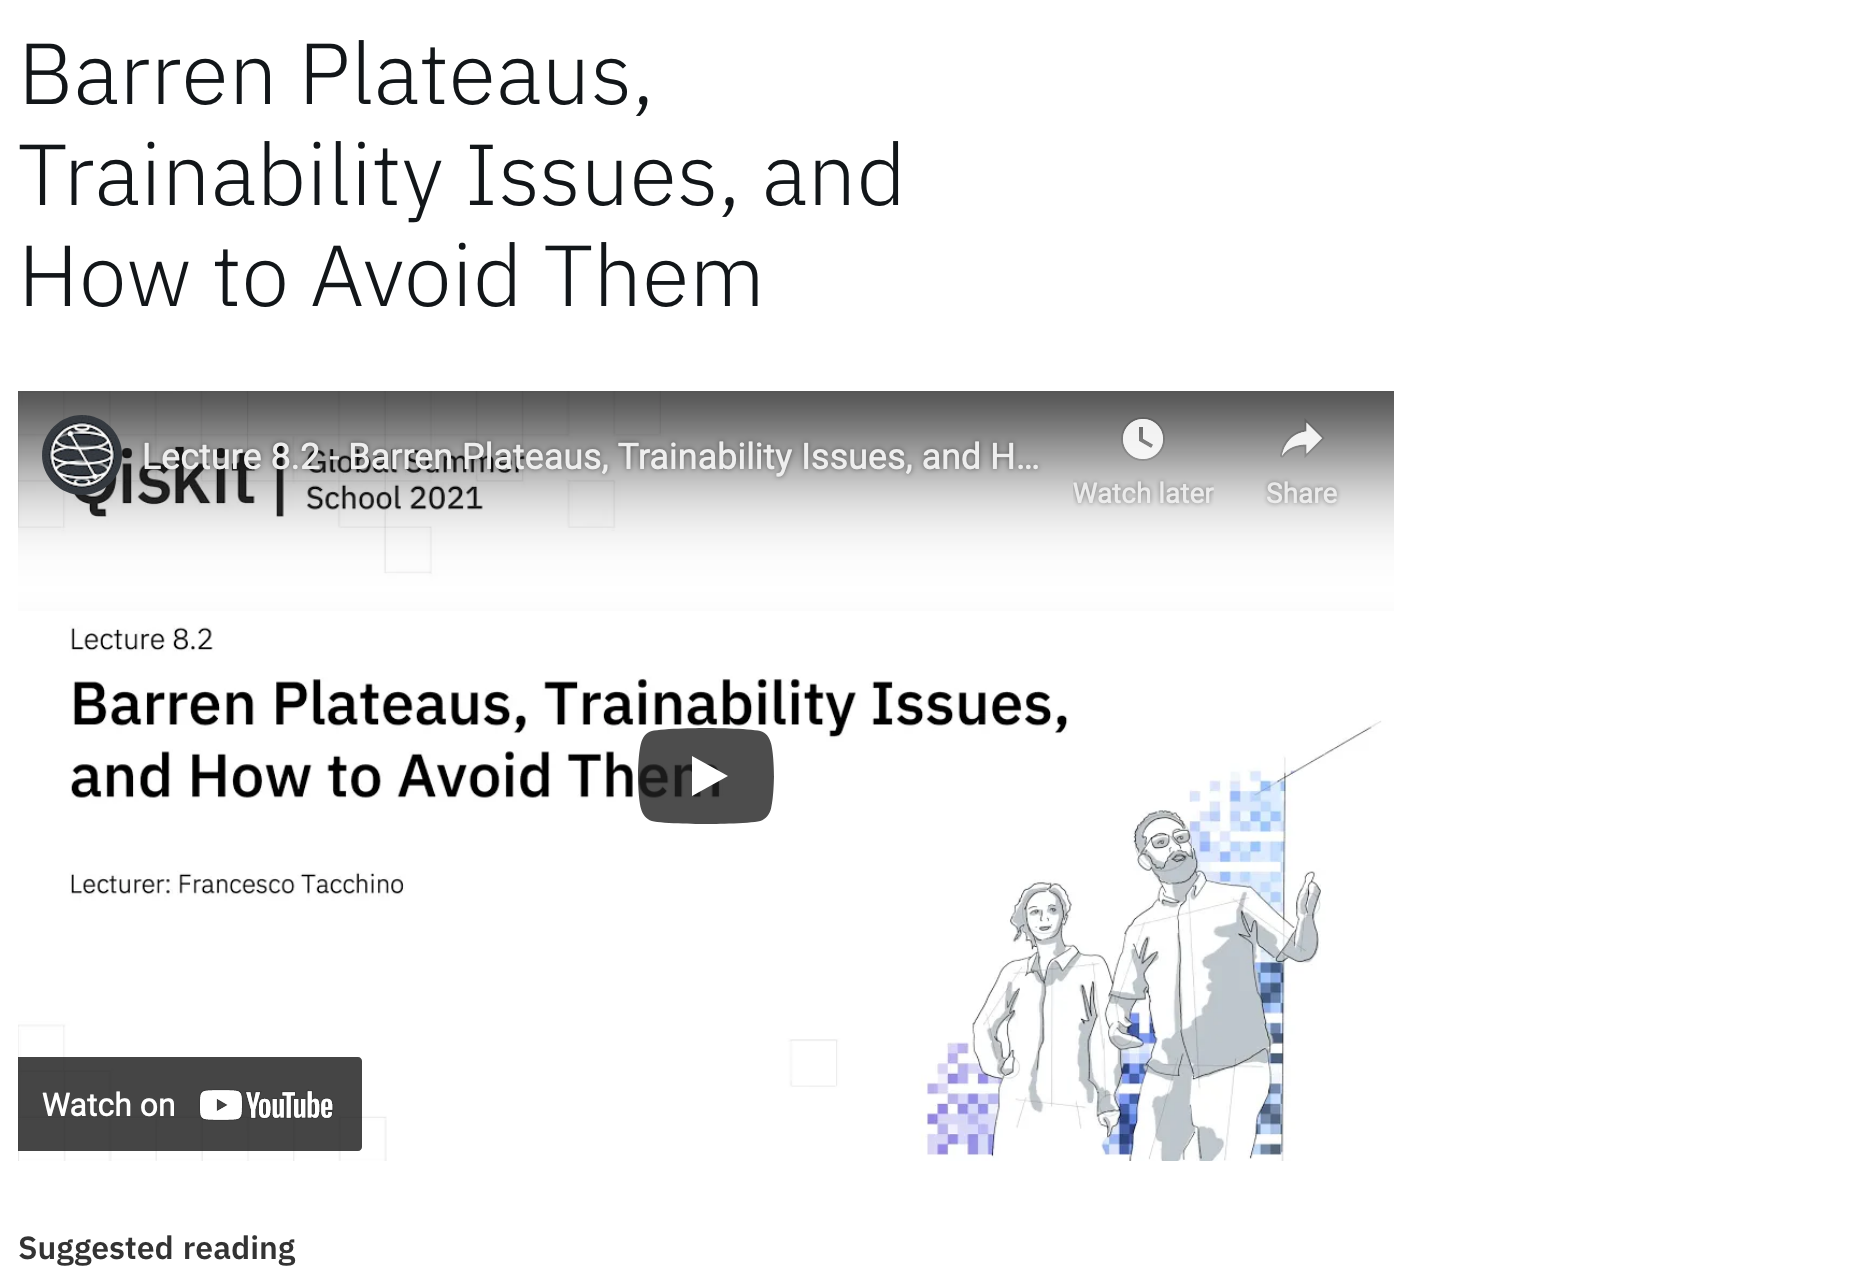 Barren Plateaus,
Trainability Issues, and
How to Avoid Them
Lecture 8.2 - Barren Plateaus, Trainability Issues, and H...
Watch later
Share
Qiskit | Global Summer
School 2021
Lecture 8.2
Barren Plateaus, Trainability Issues,
and How to Avoid Them
Lecturer: Francesco Tacchino
Watch on YouTube
Suggested reading